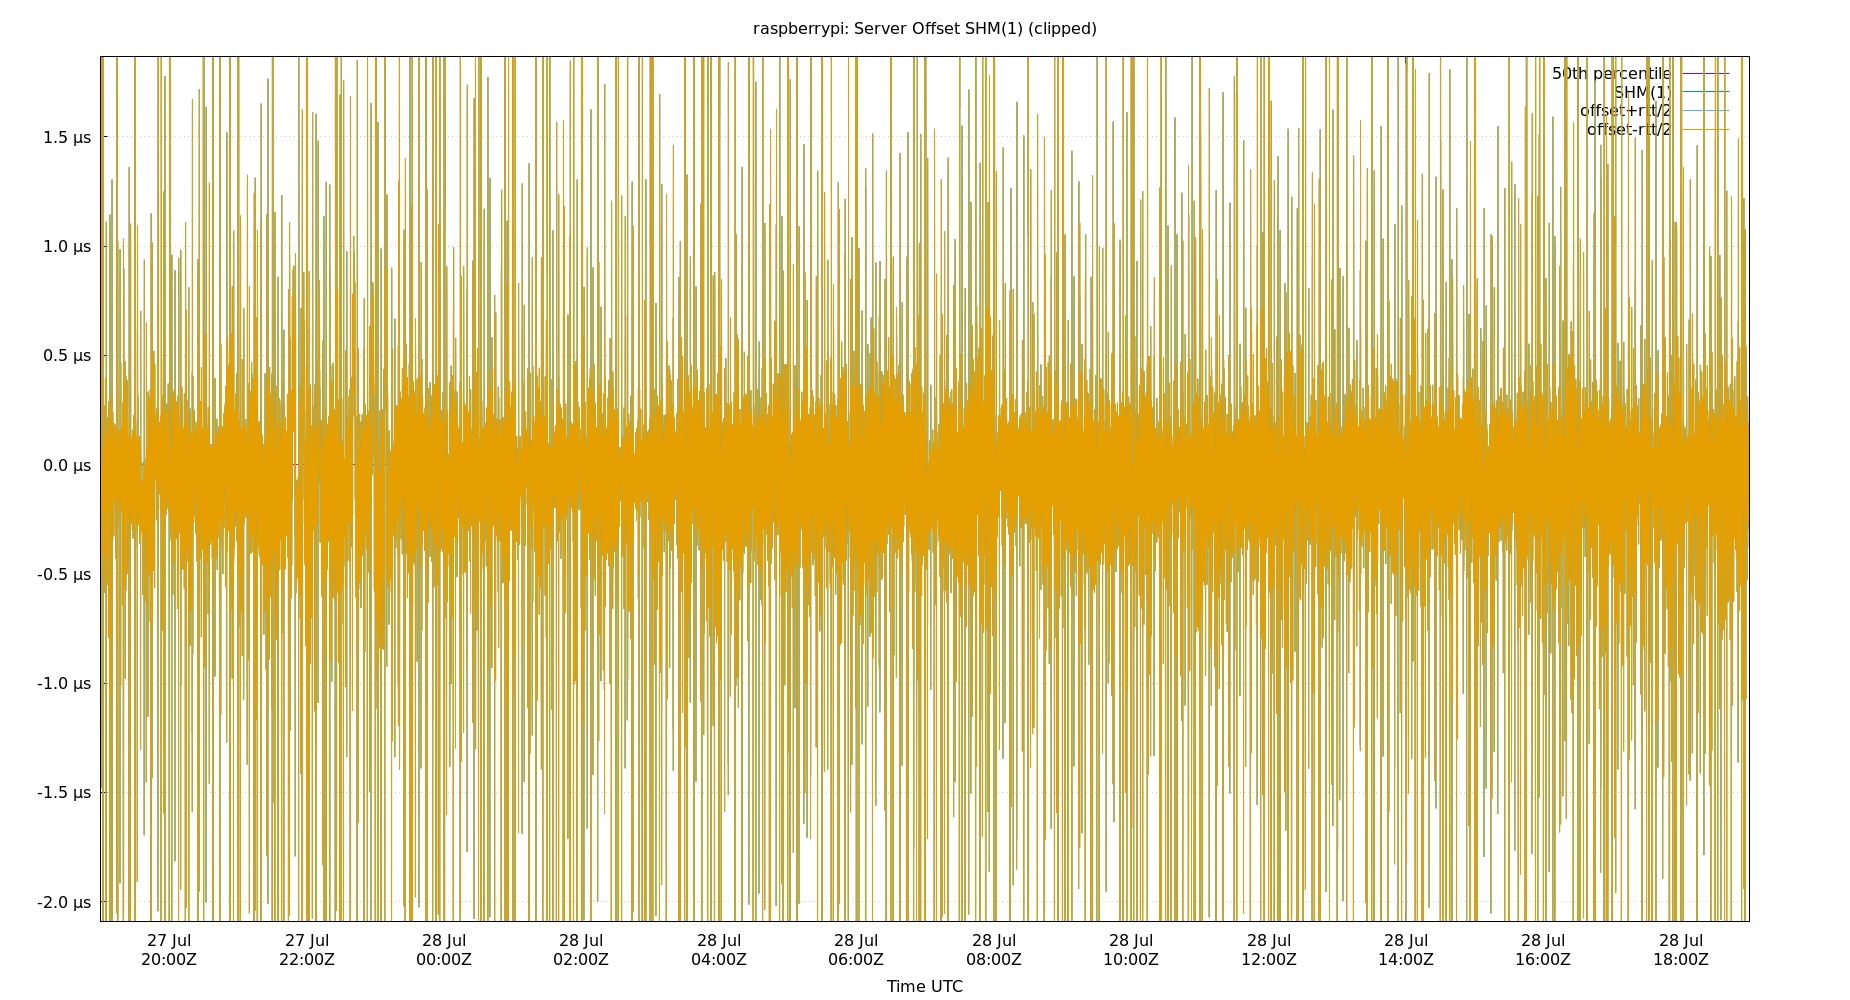 raspberrypi: Server Offset SHM(1) (clipped)
50th percentile
SHM(1)
offset+rtt/2
offset-rtt/2
1.5 µs
1.0 µs
0.5 µs
0.0 µs
-0.5 µs
-1.0 µs
-1.5 µs
-2.0 µs
27 Jul 27 Jul 28 Jul 28 Jul 28 Jul 28 Jul 28 Jul 28 Jul 28 Jul 28 Jul 28 Jul 28 Jul
20:00Z 22:00Z 00:00Z 02:00Z 04:00Z 06:00Z 08:00Z 10:00Z 12:00Z 14:00Z 16:00Z 18:00Z
Time UTC